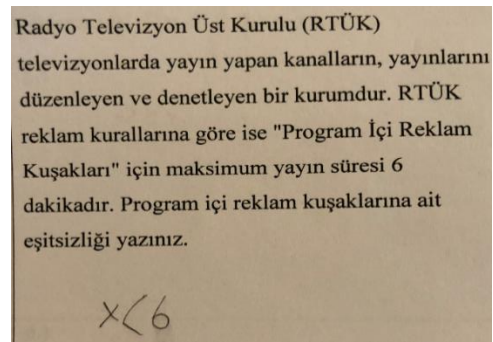 Radyo Televizyon Üst Kurulu (RTÜK)
televizyonlarda yayın yapan kanalların, yayınlarını
düzenleyen ve denetleyen bir kurumdur. RTÜK
reklam kurallarına göre ise "Program İçi Reklam
Kuşakları" için maksimum yayın süresi 6
dakikadır. Program içi reklam kuşaklarına ait
eşitsizliği yazınız.
x<6